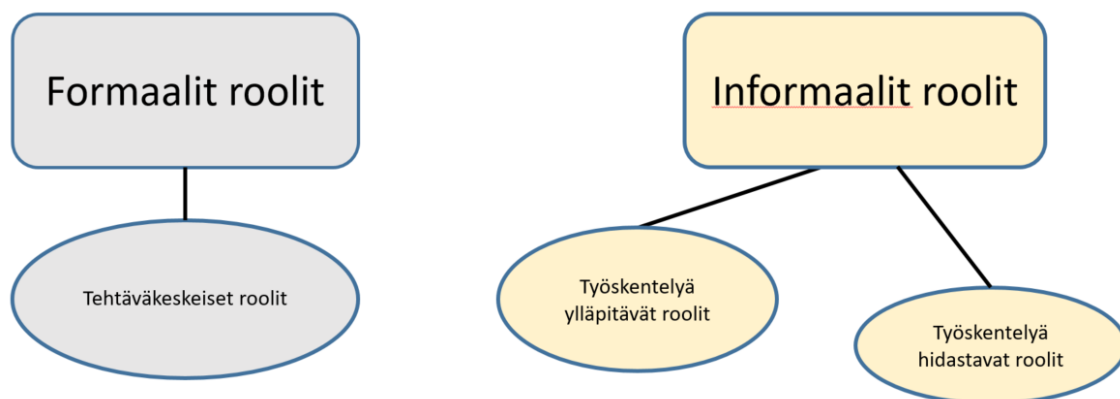 Formaalit roolit
Informaalit roolit
Tehtäväkeskeiset roolit
Työskentelyä
ylläpitävät roolit
Työskentelyä
hidastavat roolit